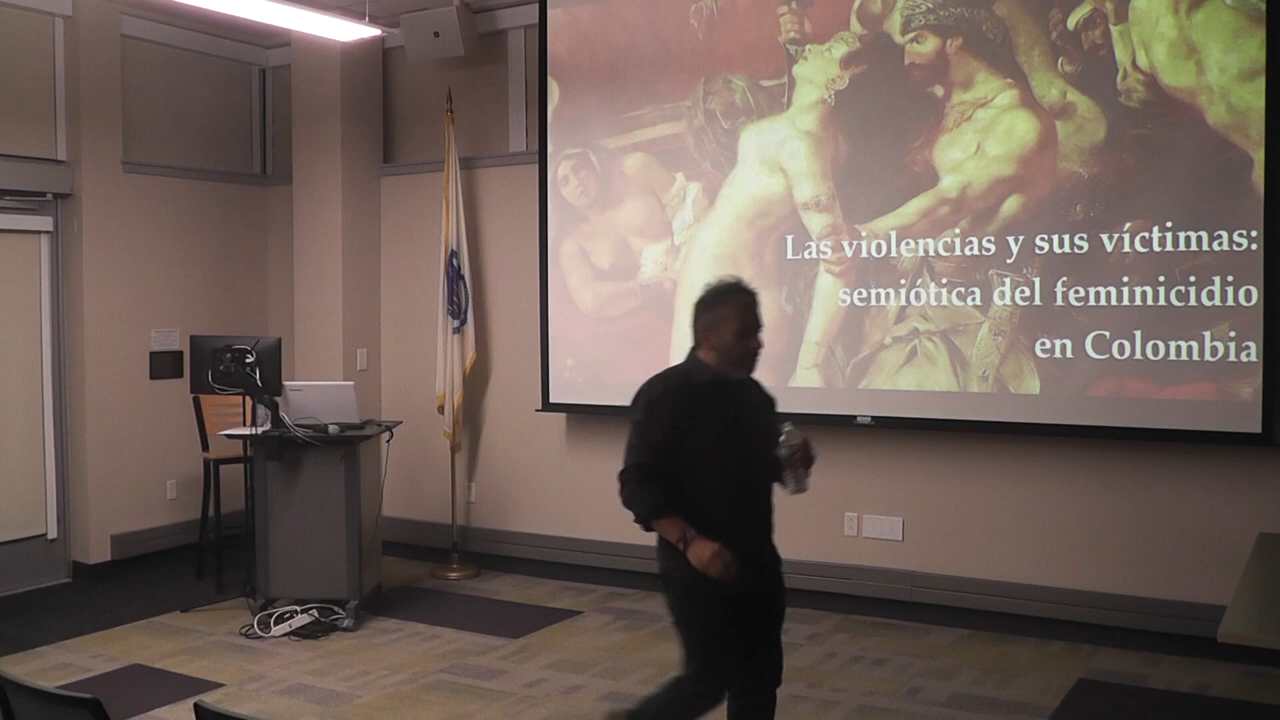 Las violencias y sus víctimas:
semiótica del feminicidio
en Colombia